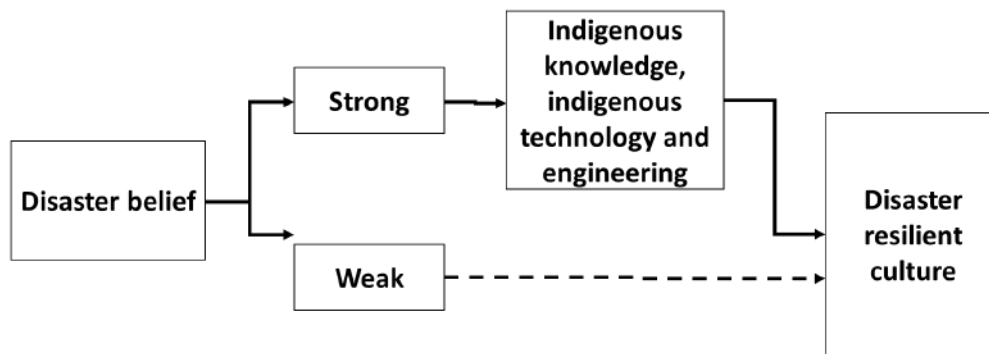 Disaster belief
Strong
Weak
Indigenous
knowledge,
indigenous
technology and
engineering
Disaster
resilient
culture